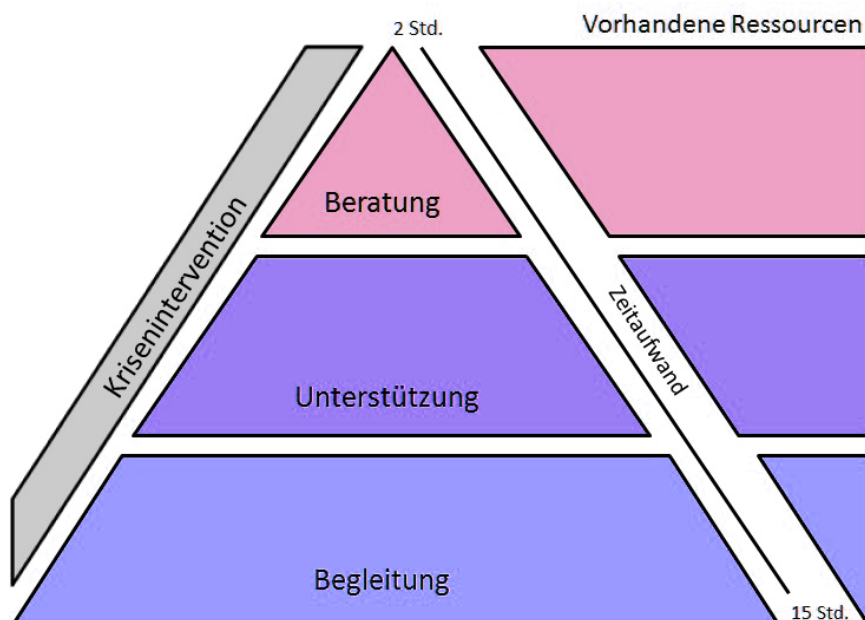 2 Std.
Vorhandene Ressourcen
Beratung
Krisenintervention
Zeitaufwand
Unterstützung
Begleitung
15 Std.